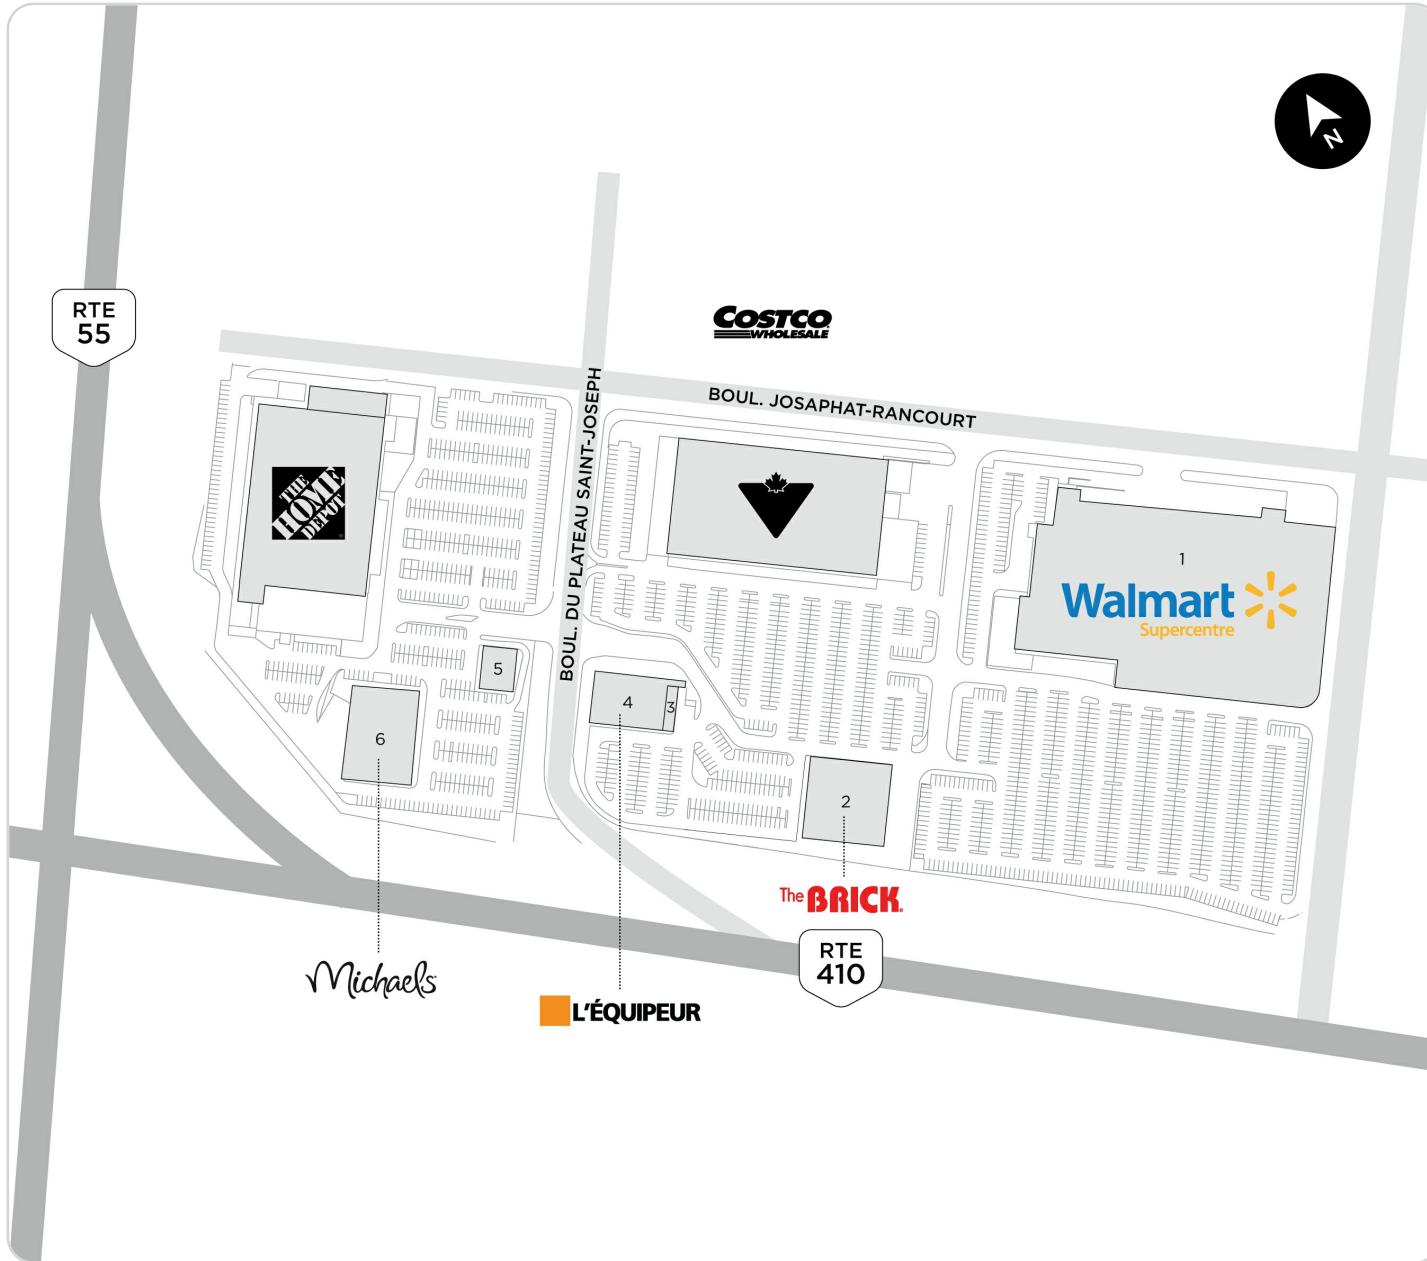 N
RTE
55
COSTCO
WHOLESALE
BOUL. JOSAPHAT-RANCOURT
BOUL. DU PLATEAU SAINT-JOSEPH
THE
HOME
DEPOT
1
Walmart
Supercentre
5
4
3
6
2
The BRICK.
RTE
410
Michaels
L'ÉQUIPEUR